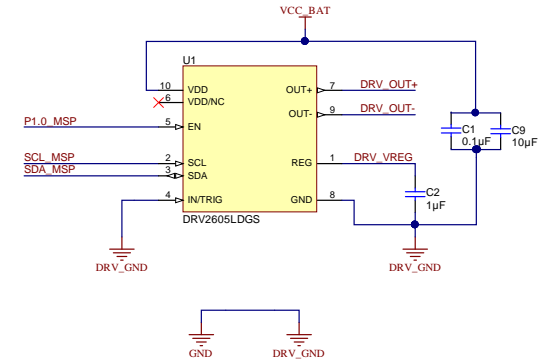 VCC_BAT
U1
10 VDD
6 VDD/NC
OUT+ 7 DRV_OUT+
OUT- 9 DRV_OUT-
P1.0_MSP 5 EN
C1 0.1µF
C9 10µF
SCL_MSP 2 SCL
SDA_MSP 3 SDA
REG 1 DRV_VREG
4 IN/TRIG
GND 8
C2 1µF
DRV2605LDGS
DRV_GND
DRV_GND
GND
DRV_GND